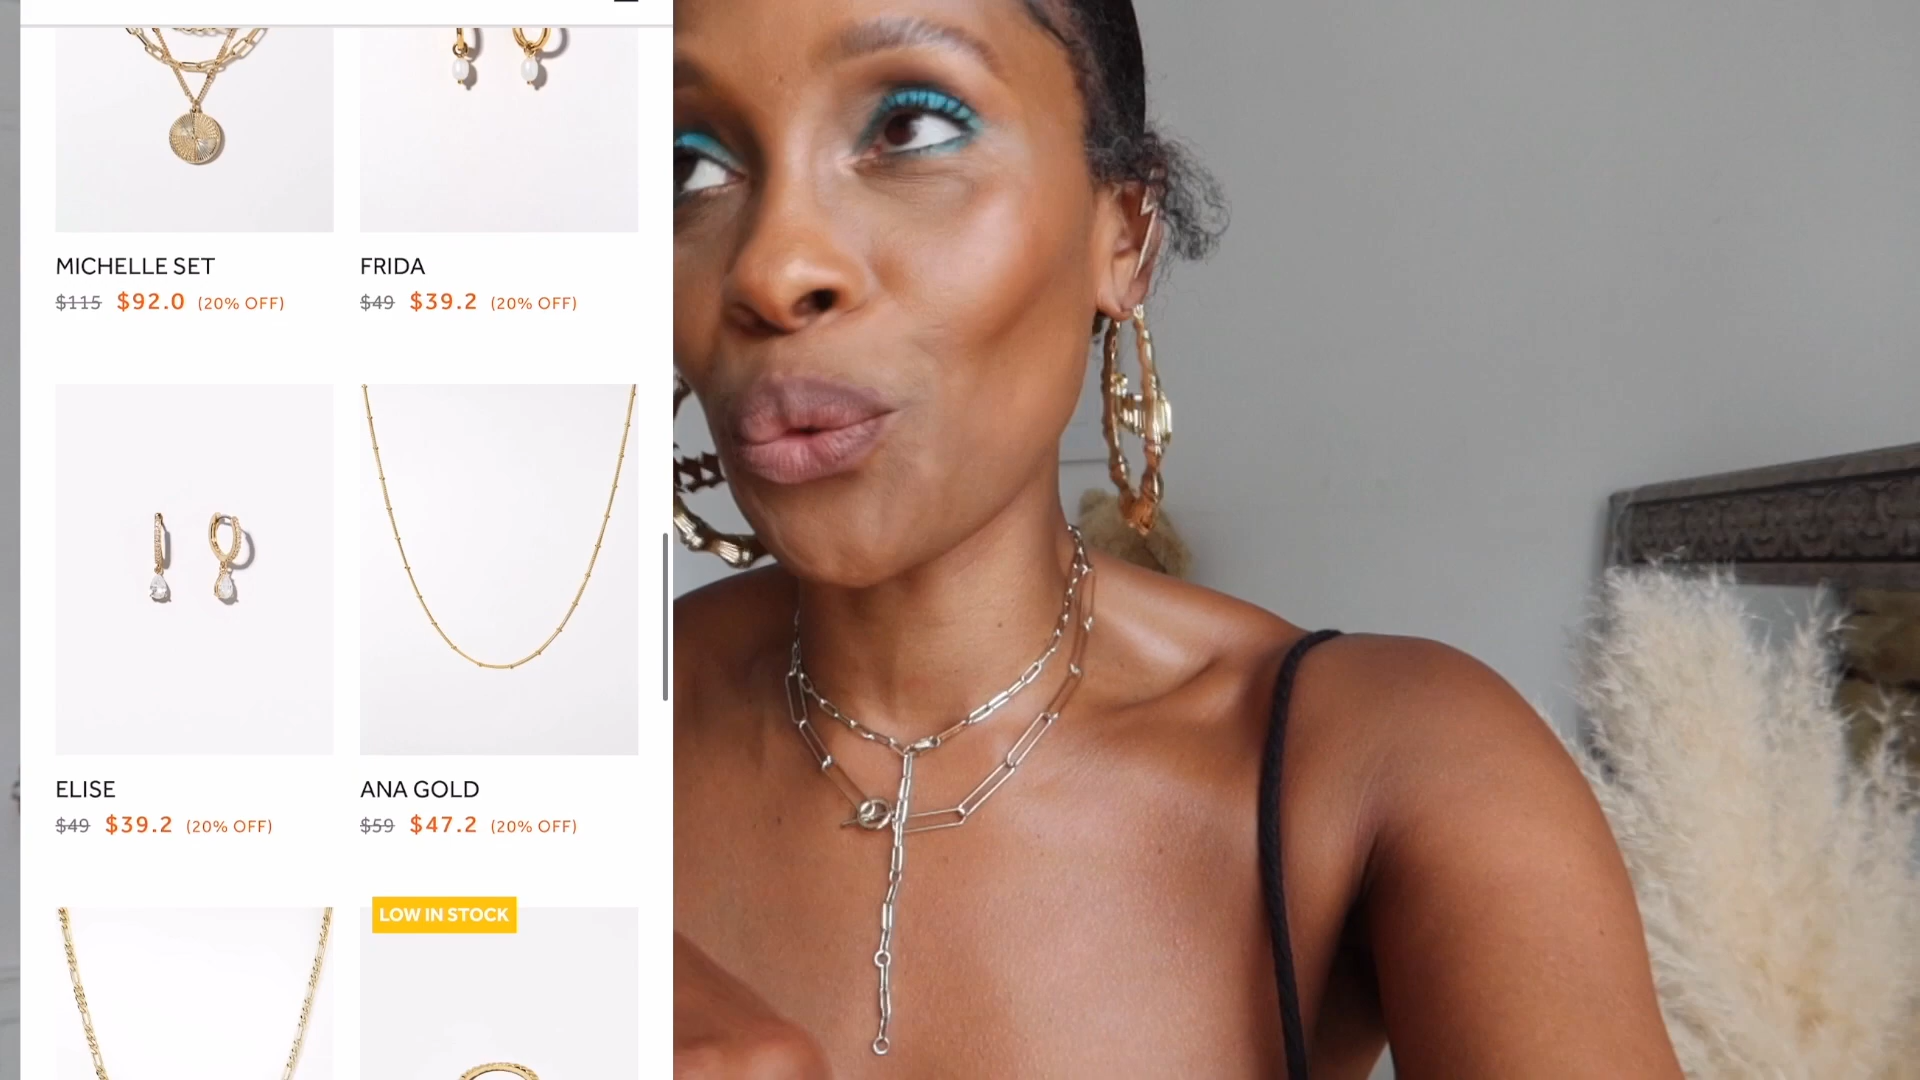 MICHELLE SET
$115 $92.0 (20% OFF)
FRIDA
$49 $39.2 (20% OFF)
ELISE
$49 $39.2 (20% OFF)
ANA GOLD
$59 $47.2 (20% OFF)
LOW IN STOCK